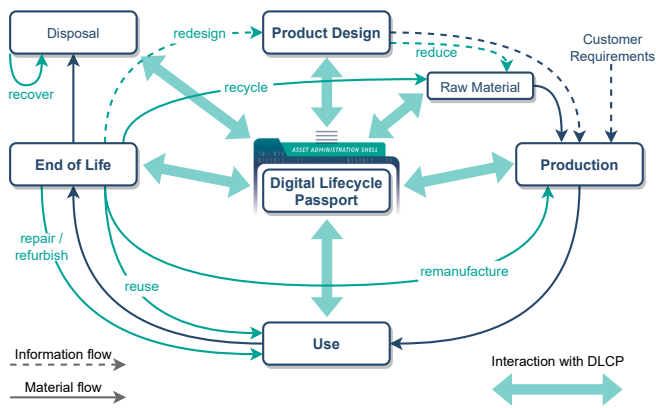 Disposal
redesign
Product Design
reduce
Customer
Requirements
recover
recycle
Raw Material
ASSET ADMINISTRATION SHELL
End of Life
Digital Lifecycle
Passport
Production
repair /
refurbish
reuse
remanufacture
Use
Information flow
Material flow
Interaction with DLCP